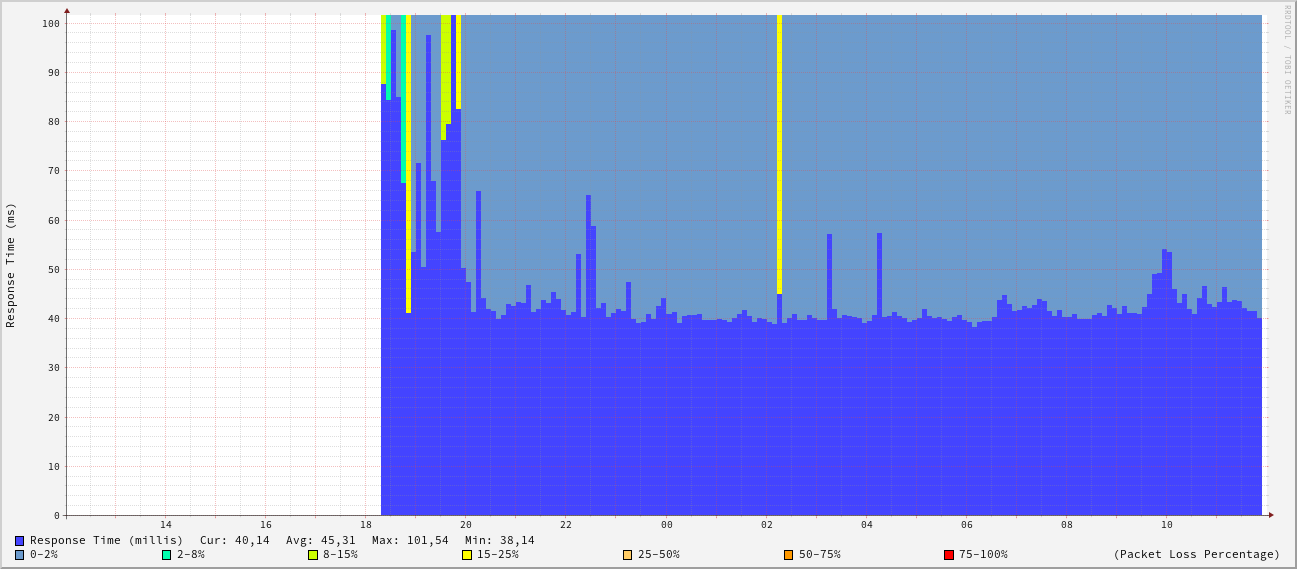 RRDTOOL / TOBI OETIKER
Response Time (ms)
100
90
80
70
60
50
40
30
20
10
0
14 16 18 20 22 00 02 04 06 08 10
Response Time (millis) Cur: 40,14 Avg: 45,31 Max: 101,54 Min: 38,14
0-2% 2-8% 8-15% 15-25% 25-50% 50-75% 75-100% (Packet Loss Percentage)